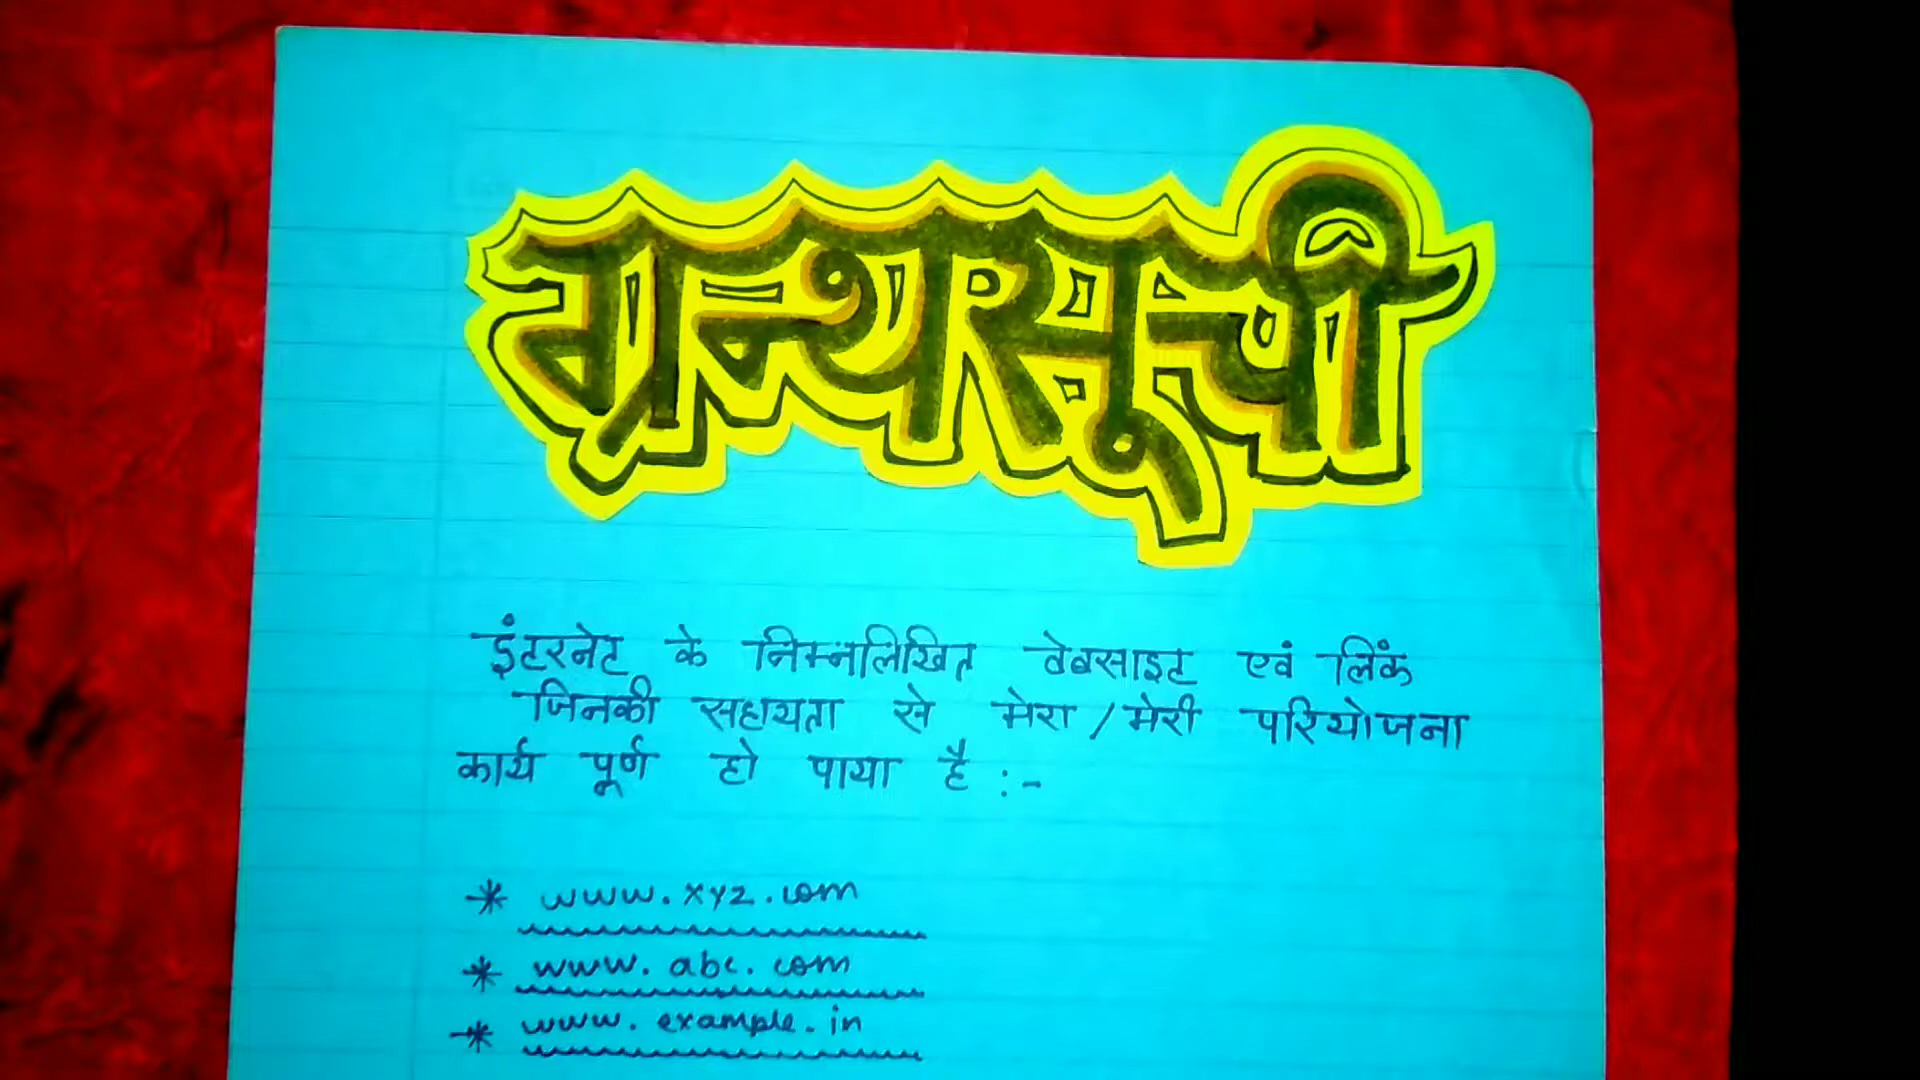 ग्रन्थसूची
इंटरनेट के निम्नलिखित वेबसाइट एवं लिंक
जिनकी सहायता से मेरा / मेरी परियोजना
कार्य पूर्ण हो पाया है :-
* www.xyz.com
* www.abc.com
* www.example.in